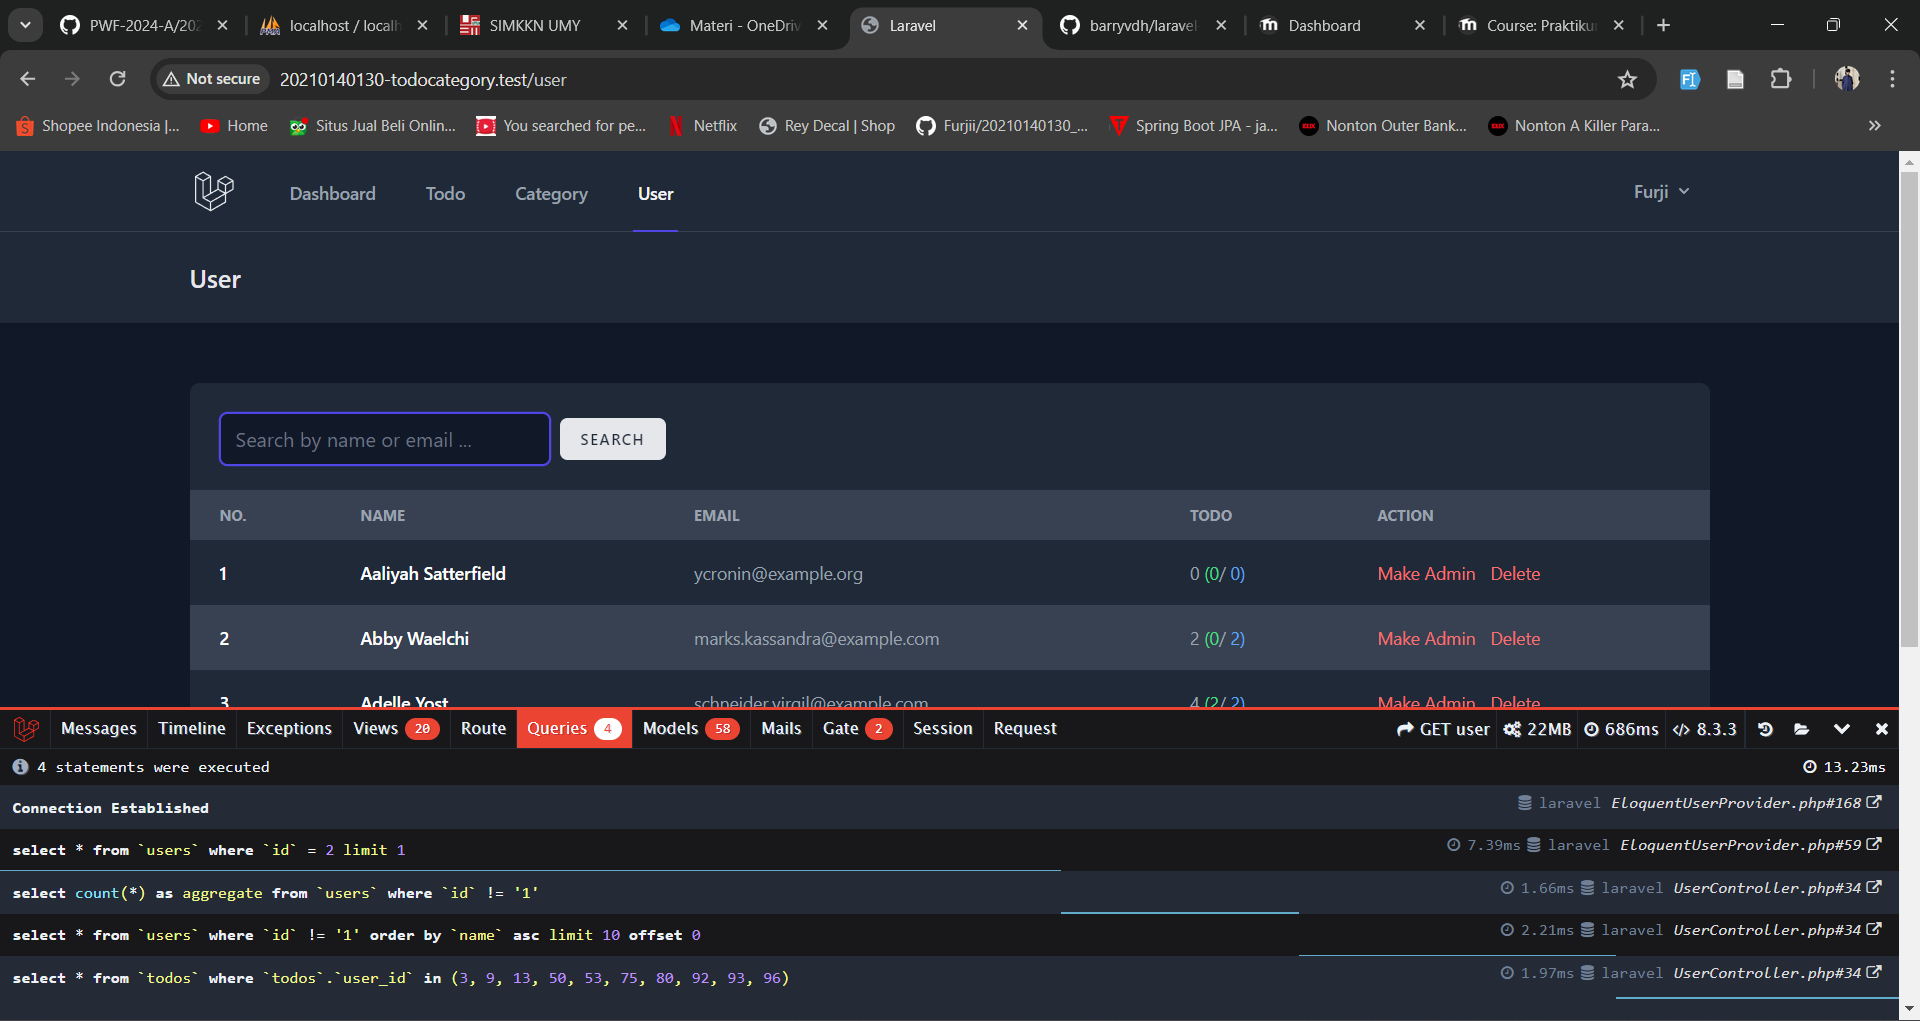 PWF-2024-A/202
localhost / localh
SIMKKN UMY
Materi - OneDriv
Laravel
barryvdh/laravel
Dashboard
Course: Praktiku
Not secure
20210140130-todocategory.test/user
Shopee Indonesia |...
Home
Situs Jual Beli Onlin...
You searched for pe...
Netflix
Rey Decal | Shop
Furjii/20210140130_...
Spring Boot JPA - ja...
Nonton Outer Bank...
Nonton A Killer Para...
Dashboard Todo Category User Furji
User
Search by name or email ... SEARCH
NO. NAME EMAIL TODO ACTION
1 Aaliyah Satterfield ycronin@example.org 0 (0/ 0) Make Admin Delete
2 Abby Waelchi marks.kassandra@example.com 2 (0/ 2) Make Admin Delete
3 Adelle Yost schneider.virgil@example.com 4 (2/ 2) Make Admin Delete
Messages Timeline Exceptions Views 20 Route Queries 4 Models 58 Mails Gate 2 Session Request GET user 22MB 686ms 8.3.3
4 statements were executed 13.23ms
Connection Established laravel EloquentUserProvider.php#168
select * from `users` where `id` = 2 limit 1 7.39ms laravel EloquentUserProvider.php#59
select count(*) as aggregate from `users` where `id` != '1' 1.66ms laravel UserController.php#34
select * from `users` where `id` != '1' order by `name` asc limit 10 offset 0 2.21ms laravel UserController.php#34
select * from `todos` where `todos`.`user_id` in (3, 9, 13, 50, 53, 75, 80, 92, 93, 96) 1.97ms laravel UserController.php#34